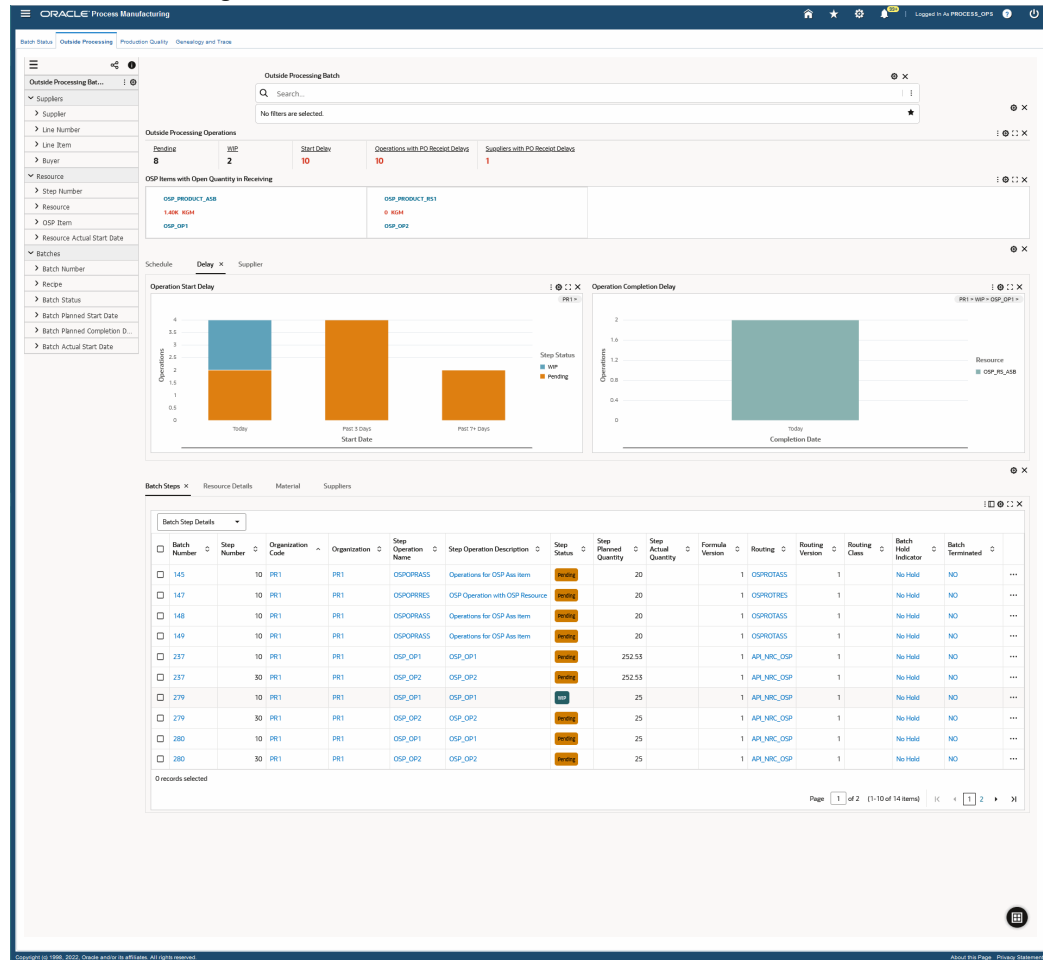 ORACLE Process Manufacturing
20+
Logged In As PROCESS_OPS
Batch Status Outside Processing Production Quality Genealogy and Trace
Outside Processing Bat...
Suppliers
Supplier
Line Number
Line Item
Buyer
Resource
Step Number
Resource
OSP Item
Resource Actual Start Date
Batches
Batch Number
Recipe
Batch Status
Batch Planned Start Date
Batch Planned Completion D...
Batch Actual Start Date
Outside Processing Batch
Search...
No filters are selected.
Outside Processing Operations
Pending WIP Start Delay Operations with PO Receipt Delays Suppliers with PO Receipt Delays
8 2 10 10 1
OSP Items with Open Quantity in Receiving
OSP_PRODUCT_ASB OSP_PRODUCT_RS1
1.40K KGM 0 KGM
OSP_OP1 OSP_OP2
Schedule Delay Supplier
Operation Start Delay
PR1 =
4
3.5
3
2.5
2
1.5
1
0.5
0
Operations
Today Past 3 Days Past 7+ Days
Start Date
Step Status
WIP
Pending
Operation Completion Delay
PR1 = WIP = OSP_OP1 =
2
1.6
1.2
0.8
0.4
0
Operations
Today
Completion Date
Resource
OSP_RS_ASB
Batch Steps Resource Details Material Suppliers
Batch Step Details
Batch Number Step Number Organization Code Organization Step Operation Name Step Operation Description Step Status Step Planned Quantity Step Actual Quantity Formula Version Routing Routing Version Routing Class Batch Hold Indicator Batch Terminated
145 10 PR1 PR1 OSPOPRASS Operations for OSP Ass item Pending 20 1 OSPROTASS 1 No Hold NO
147 10 PR1 PR1 OSPOPRRES OSP Operation with OSP Resource Pending 20 1 OSPROTRES 1 No Hold NO
148 10 PR1 PR1 OSPOPRASS Operations for OSP Ass item Pending 20 1 OSPROTASS 1 No Hold NO
149 10 PR1 PR1 OSPOPRASS Operations for OSP Ass item Pending 20 1 OSPROTASS 1 No Hold NO
237 10 PR1 PR1 OSP_OP1 OSP_OP1 Pending 252.53 1 API_NRC_OSP 1 No Hold NO
237 30 PR1 PR1 OSP_OP2 OSP_OP2 Pending 252.53 1 API_NRC_OSP 1 No Hold NO
279 10 PR1 PR1 OSP_OP1 OSP_OP1 WIP 25 1 API_NRC_OSP 1 No Hold NO
279 30 PR1 PR1 OSP_OP2 OSP_OP2 Pending 25 1 API_NRC_OSP 1 No Hold NO
280 10 PR1 PR1 OSP_OP1 OSP_OP1 Pending 25 1 API_NRC_OSP 1 No Hold NO
280 30 PR1 PR1 OSP_OP2 OSP_OP2 Pending 25 1 API_NRC_OSP 1 No Hold NO
0 records selected
Page 1 of 2 (1-10 of 14 items) 1 2
Copyright (c) 1998, 2022, Oracle and/or its affiliates. All rights reserved.
About this Page Privacy Statement